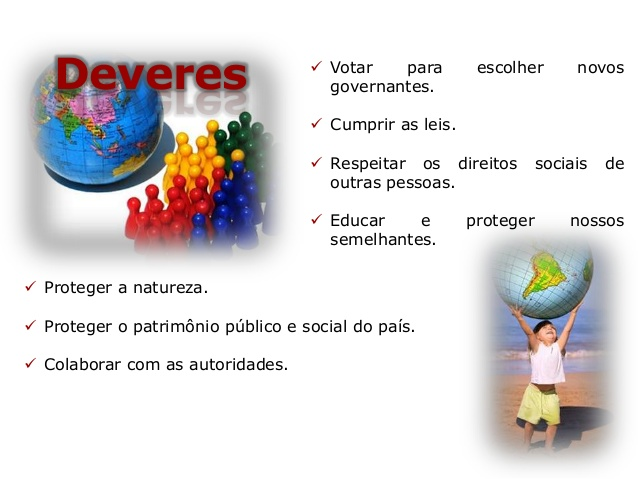 Deveres
Votar para escolher novos
governantes.
Cumprir as leis.
Respeitar os direitos sociais de
outras pessoas.
Educar e proteger nossos
semelhantes.
Proteger a natureza.
Proteger o patrimônio público e social do país.
Colaborar com as autoridades.